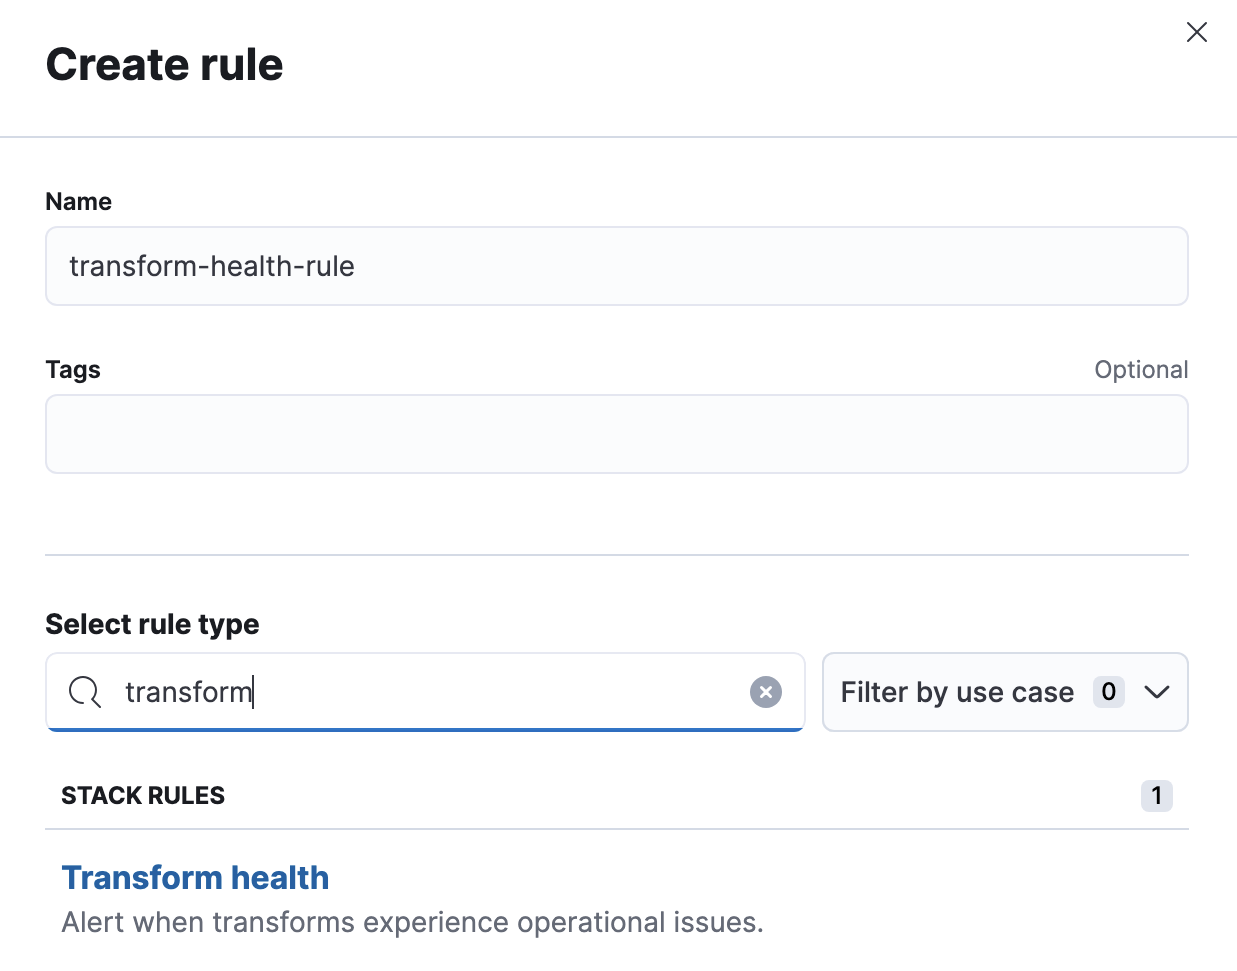 Create rule
Name
transform-health-rule
Tags
Optional
Select rule type
transform
Filter by use case 0
STACK RULES
1
Transform health
Alert when transforms experience operational issues.